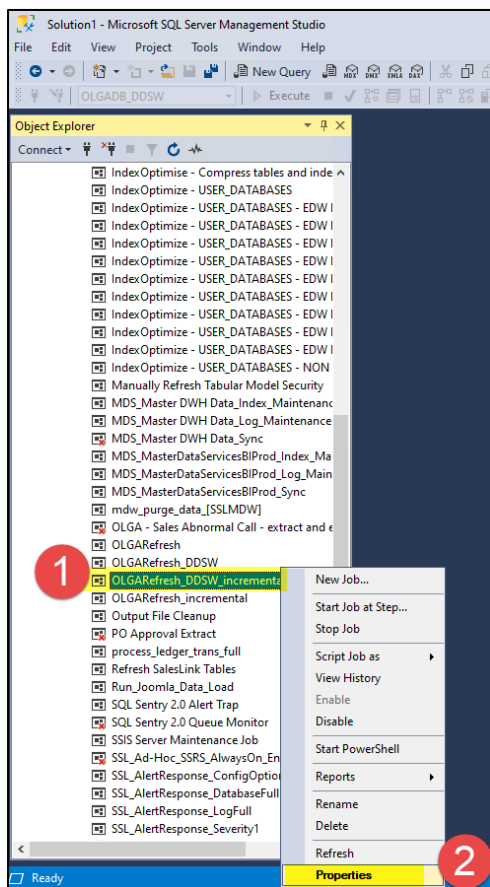 Solution1 - Microsoft SQL Server Management Studio
File Edit View Project Tools Window Help
New Query MDX DMX XMLA DAX
OLGADB_DDSW Execute
Object Explorer
Connect
IndexOptimise - Compress tables and inde
IndexOptimize - USER_DATABASES
IndexOptimize - USER_DATABASES - EDW
IndexOptimize - USER_DATABASES - EDW
IndexOptimize - USER_DATABASES - EDW
IndexOptimize - USER_DATABASES - EDW
IndexOptimize - USER_DATABASES - EDW
IndexOptimize - USER_DATABASES - EDW
IndexOptimize - USER_DATABASES - EDW
IndexOptimize - USER_DATABASES - EDW
IndexOptimize - USER_DATABASES - EDW
IndexOptimize - USER_DATABASES - NON
Manually Refresh Tabular Model Security
MDS_Master DWH Data_Index_Maintenanc
MDS_Master DWH Data_Log_Maintenance
MDS_Master DWH Data_Sync
MDS_MasterDataServicesBIProd_Index_Ma
MDS_MasterDataServicesBIProd_Log_Main
MDS_MasterDataServicesBIProd_Sync
mdw_purge_data_[SSLMDW]
OLGA - Sales Abnormal Call - extract and e
OLGARefresh
OLGARefresh_DDSW
1
OLGARefresh_DDSW_incrementa
OLGARefresh_incremental
Output File Cleanup
PO Approval Extract
process_ledger_trans_full
Refresh SalesLink Tables
Run_Joomla_Data_Load
SQL Sentry 2.0 Alert Trap
SQL Sentry 2.0 Queue Monitor
SSIS Server Maintenance Job
SSL_Ad-Hoc_SSRS_AlwaysOn_En
SSL_AlertResponse_ConfigOptio
SSL_AlertResponse_DatabaseFull
SSL_AlertResponse_LogFull
SSL_AlertResponse_Severity1
New Job...
Start Job at Step...
Stop Job
Script Job as
View History
Enable
Disable
Start PowerShell
Reports
Rename
Delete
Refresh
Properties
2
Ready